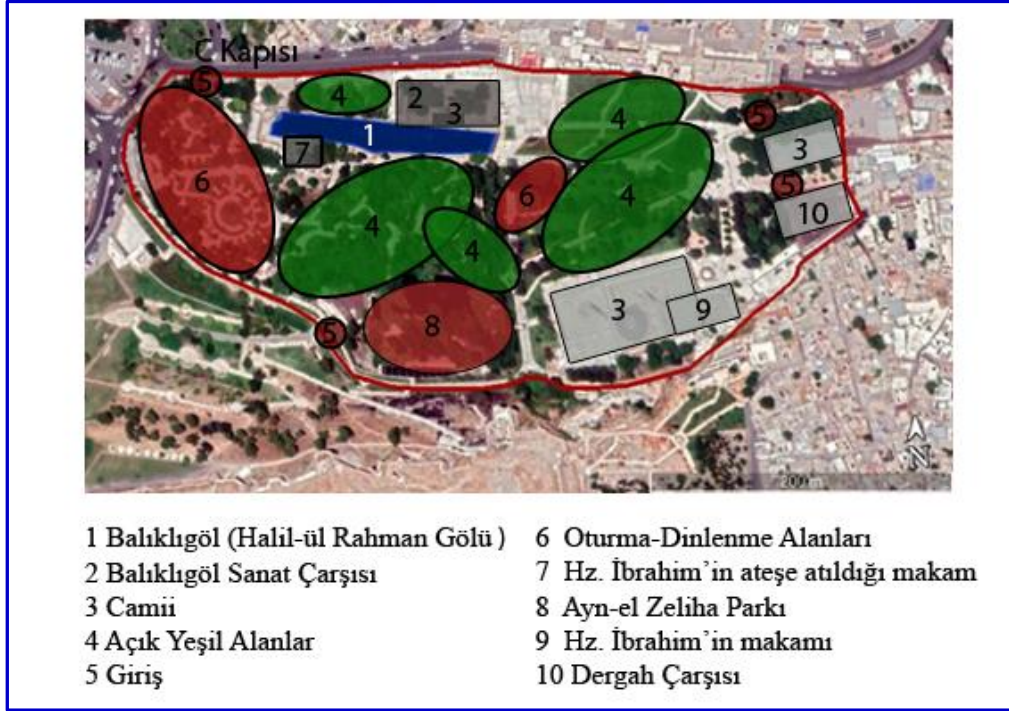 C Kapısı
5
4
2
3
1
7
6
4
5
3
5
10
4
6
4
4
8
5
3
9
N
200 m
1 Balıklıgöl (Halil-ül Rahman Gölü )
2 Balıklıgöl Sanat Çarşısı
3 Camii
4 Açık Yeşil Alanlar
5 Giriş
6 Oturma-Dinlenme Alanları
7 Hz. İbrahim’in ateşe atıldığı makam
8 Ayn-el Zeliha Parkı
9 Hz. İbrahim’in makamı
10 Dergah Çarşısı